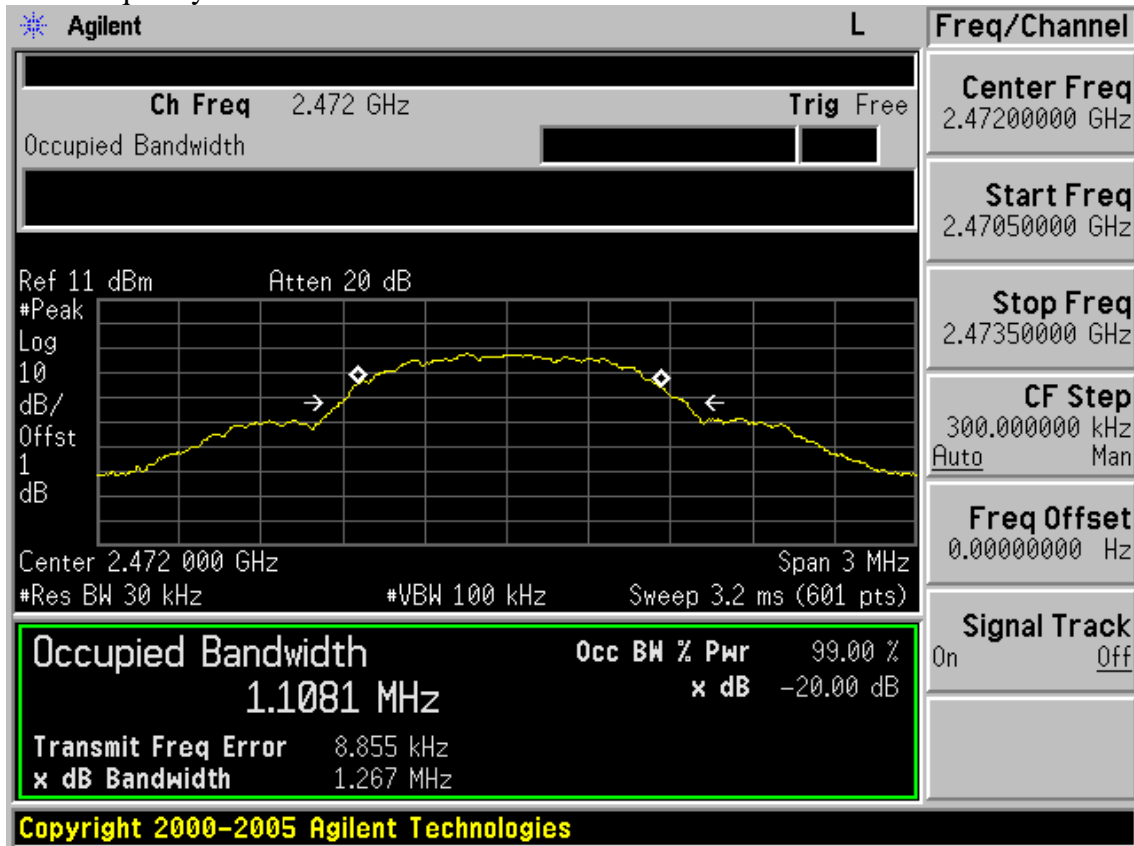 Agilent L Freq/Channel
Ch Freq 2.472 GHz Trig Free
Occupied Bandwidth
Center Freq
2.47200000 GHz
Start Freq
2.47050000 GHz
Stop Freq
2.47350000 GHz
CF Step
300.000000 kHz
Auto Man
Freq Offset
0.00000000 Hz
Signal Track
On Off
Ref 11 dBm Atten 20 dB
#Peak
Log
10
dB/
Offst
1
dB
Center 2.472 000 GHz Span 3 MHz
#Res BW 30 kHz #VBW 100 kHz Sweep 3.2 ms (601 pts)
Occupied Bandwidth Occ BW % Pwr 99.00 %
1.1081 MHz x dB -20.00 dB
Transmit Freq Error 8.855 kHz
x dB Bandwidth 1.267 MHz
Copyright 2000-2005 Agilent Technologies